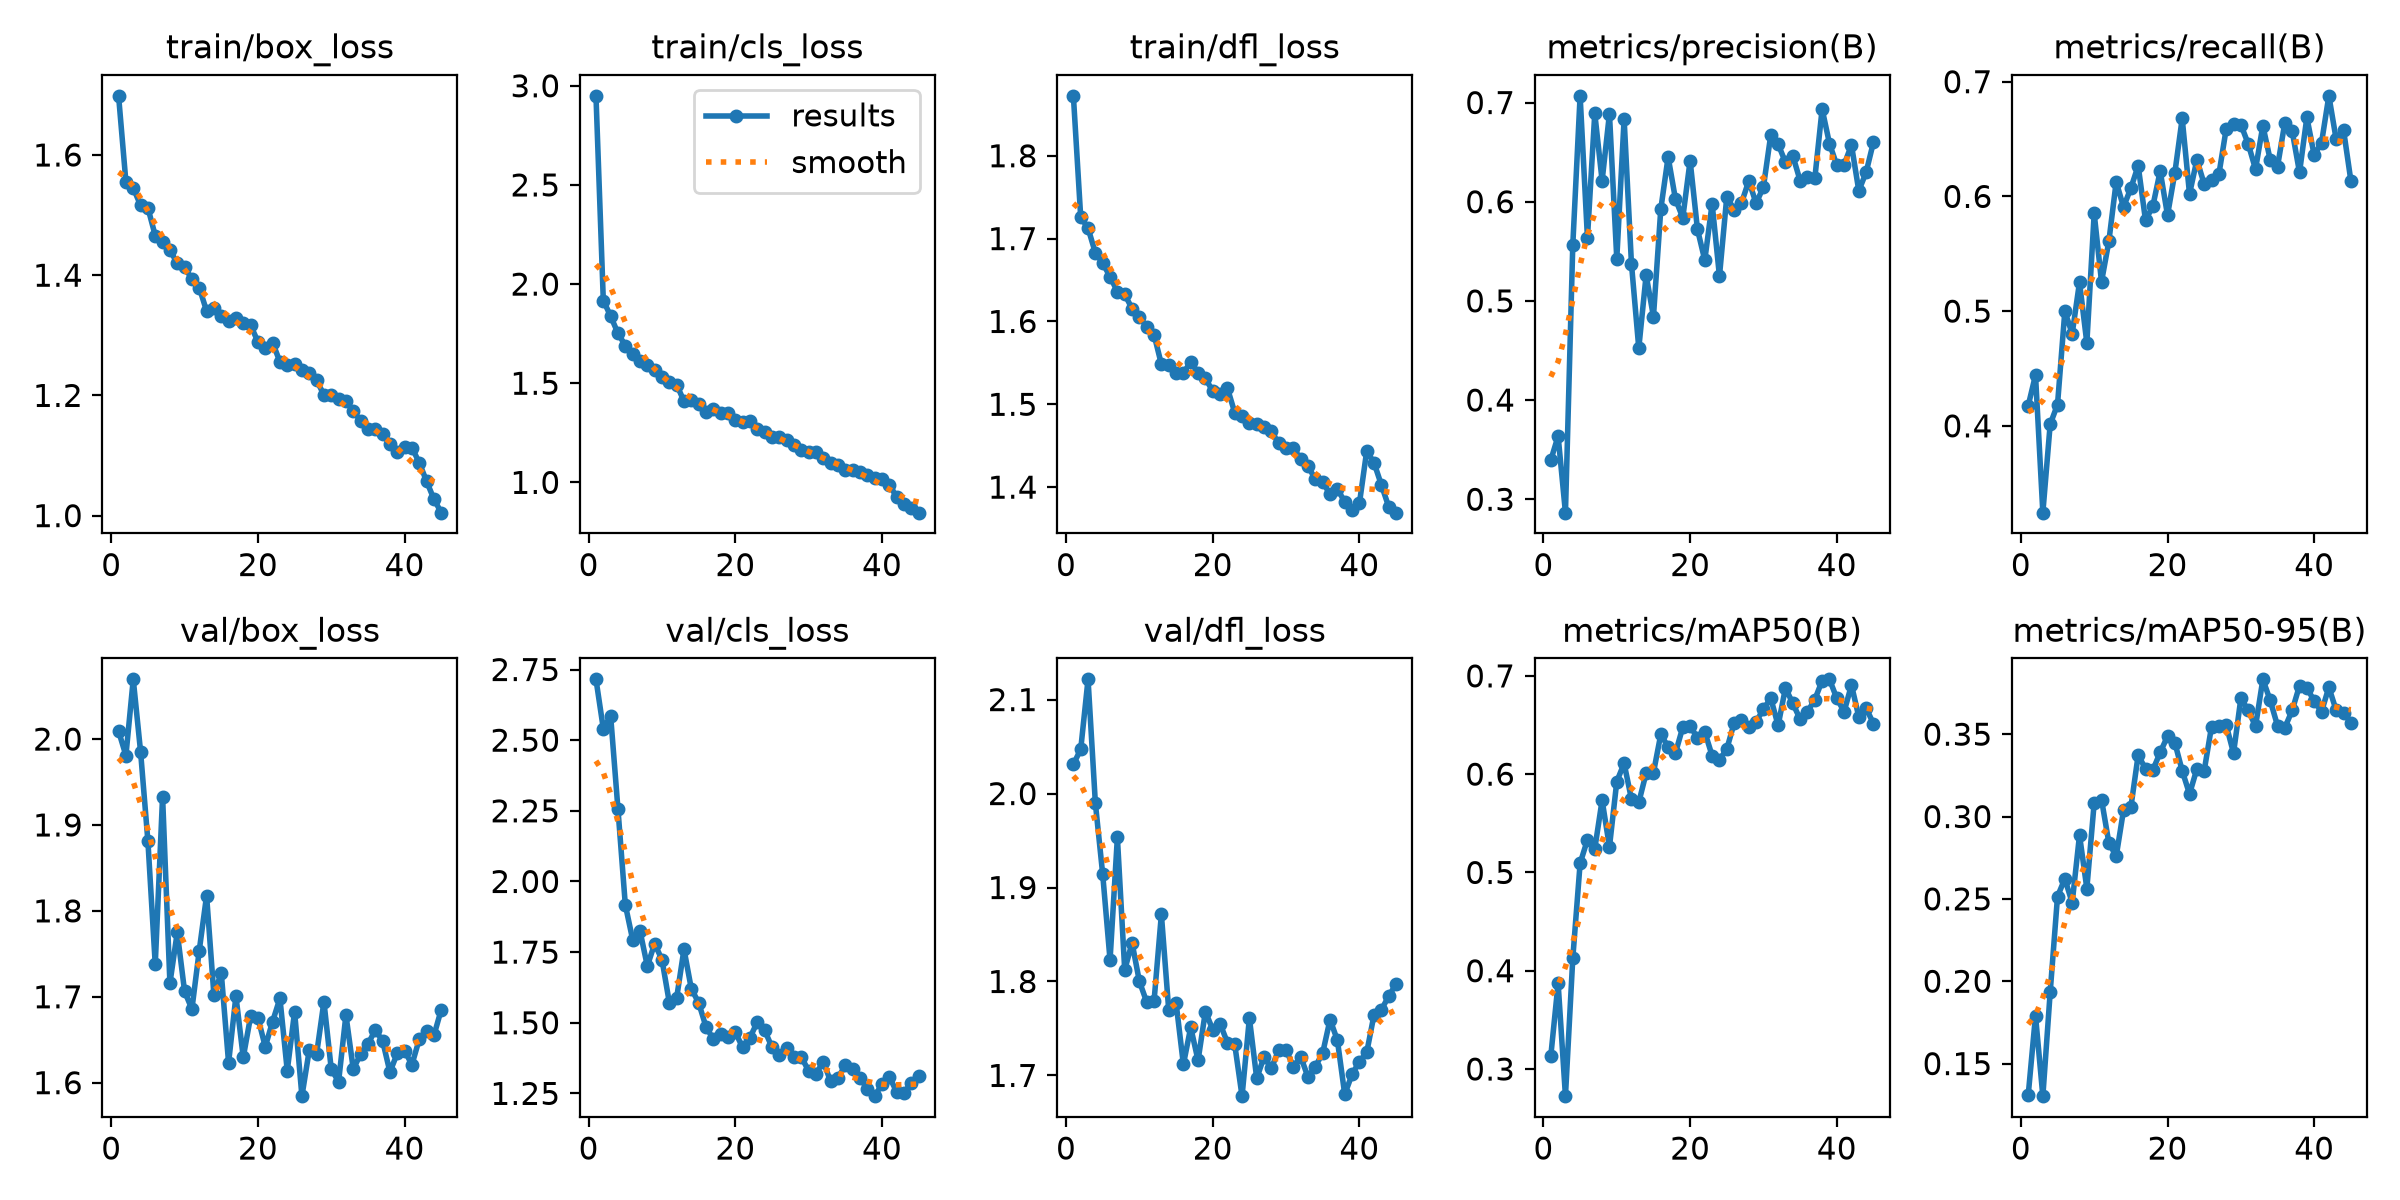 train/box_loss
1.6
1.4
1.2
1.0
0 20 40
train/cls_loss
3.0
2.5
2.0
1.5
1.0
results
smooth
0 20 40
train/dfl_loss
1.8
1.7
1.6
1.5
1.4
0 20 40
metrics/precision(B)
0.7
0.6
0.5
0.4
0.3
0 20 40
metrics/recall(B)
0.7
0.6
0.5
0.4
0 20 40
val/box_loss
2.0
1.9
1.8
1.7
1.6
0 20 40
val/cls_loss
2.75
2.50
2.25
2.00
1.75
1.50
1.25
0 20 40
val/dfl_loss
2.1
2.0
1.9
1.8
1.7
0 20 40
metrics/mAP50(B)
0.7
0.6
0.5
0.4
0.3
0 20 40
metrics/mAP50-95(B)
0.35
0.30
0.25
0.20
0.15
0 20 40